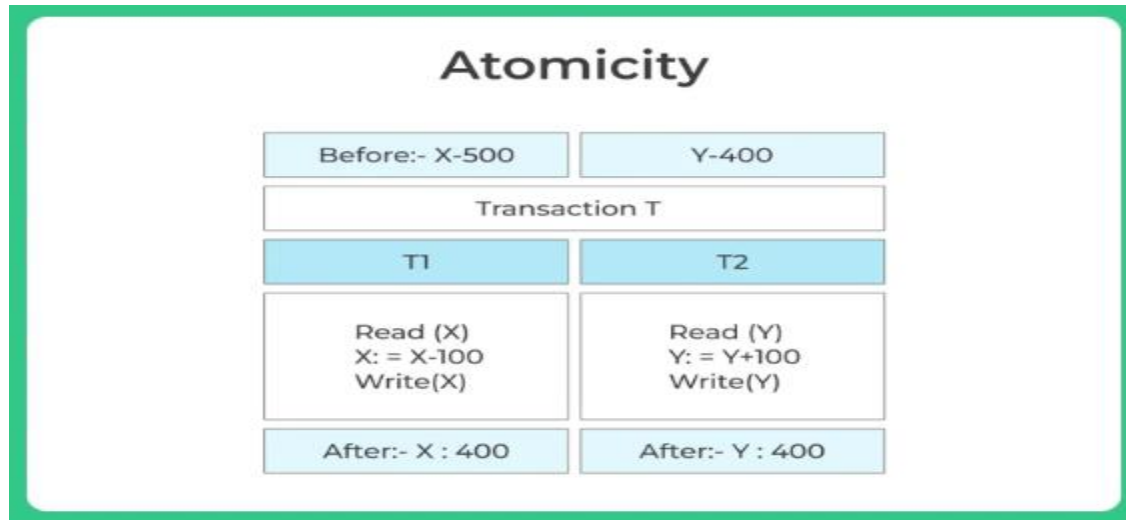 Atomicity
Before:- X-500
Y-400
Transaction T
T1
T2
Read (X)
X: = X-100
Write(X)
Read (Y)
Y: = Y+100
Write(Y)
After:- X : 400
After:- Y : 400